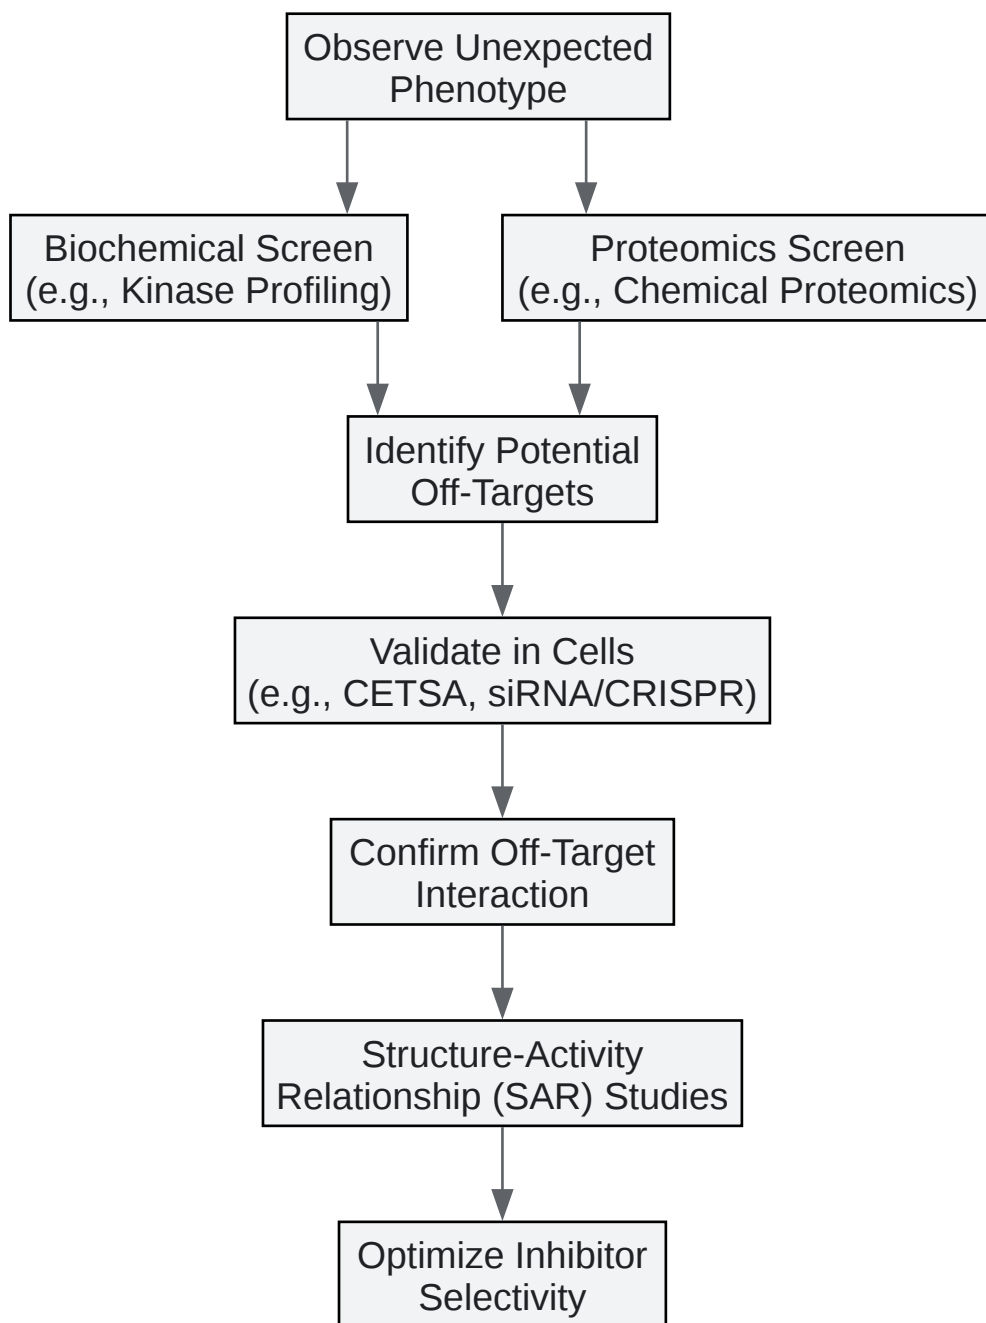 Observe Unexpected
Phenotype
Biochemical Screen
(e.g., Kinase Profiling)
Proteomics Screen
(e.g., Chemical Proteomics)
Identify Potential
Off-Targets
Validate in Cells
(e.g., CETSA, siRNA/CRISPR)
Confirm Off-Target
Interaction
Structure-Activity
Relationship (SAR) Studies
Optimize Inhibitor
Selectivity